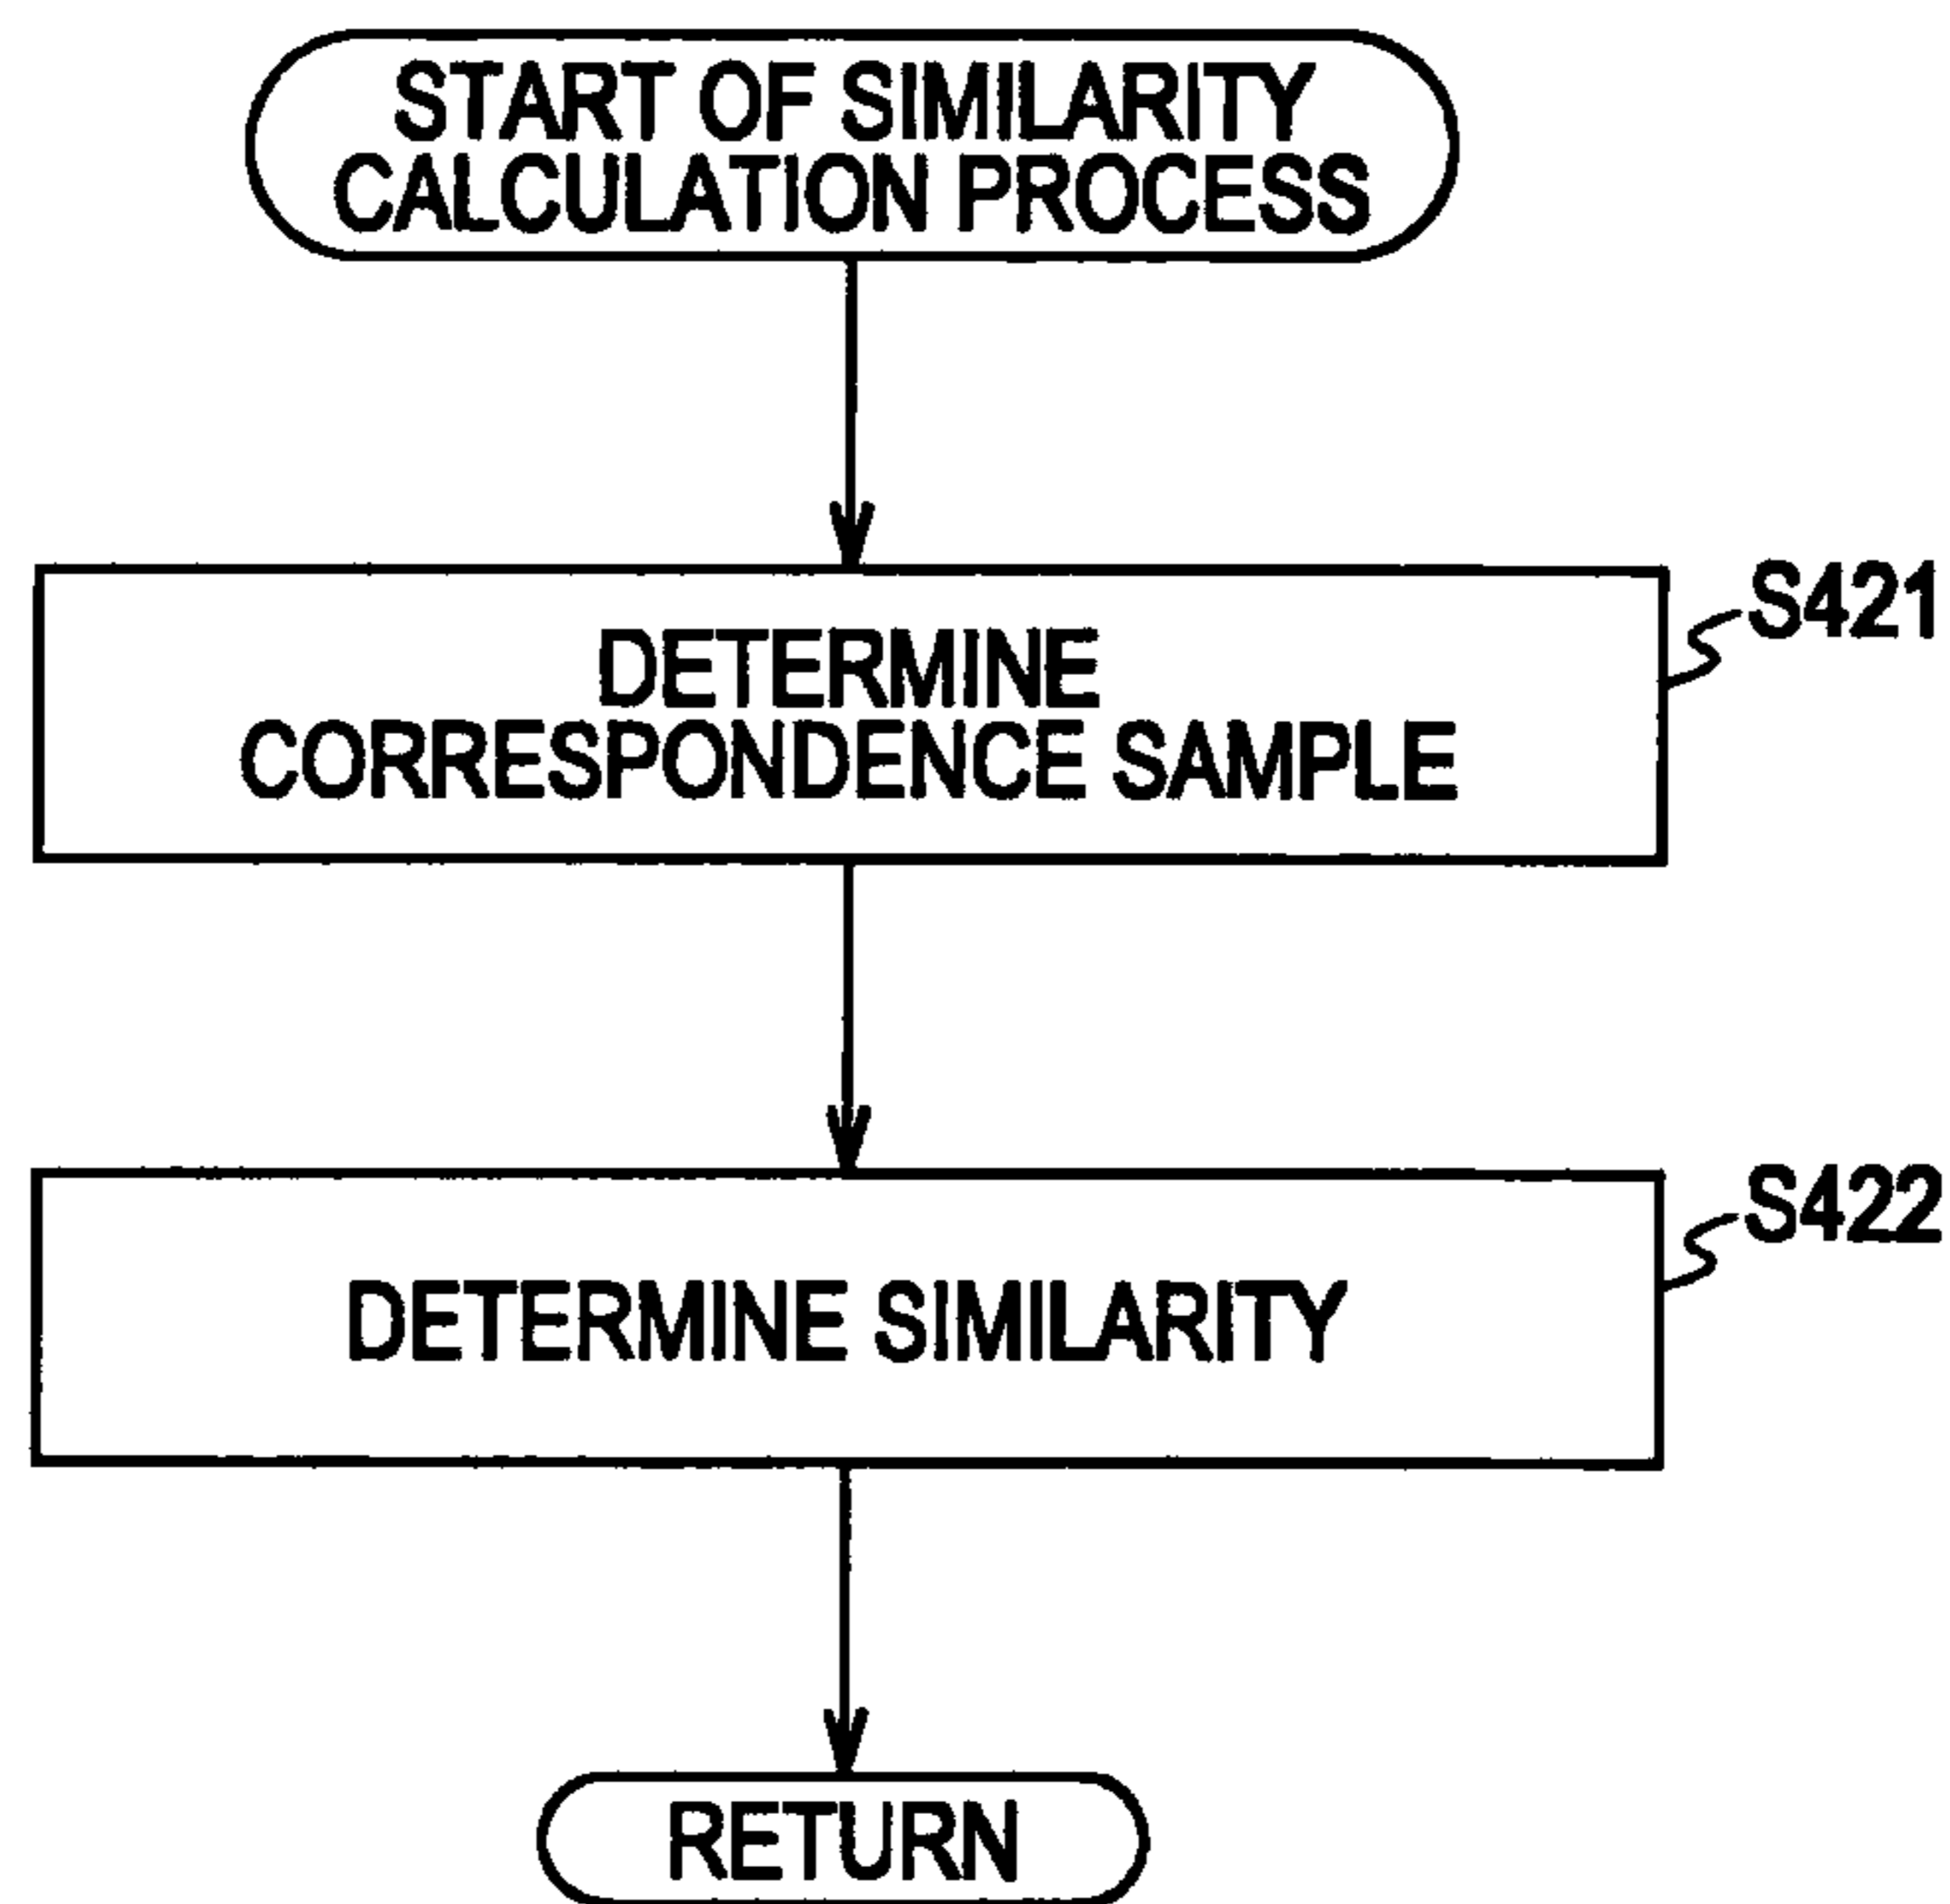 START OF SIMILARITY
CALCULATION PROCESS
S421
DETERMINE
CORRESPONDENCE SAMPLE
S422
DETERMINE SIMILARITY
RETURN